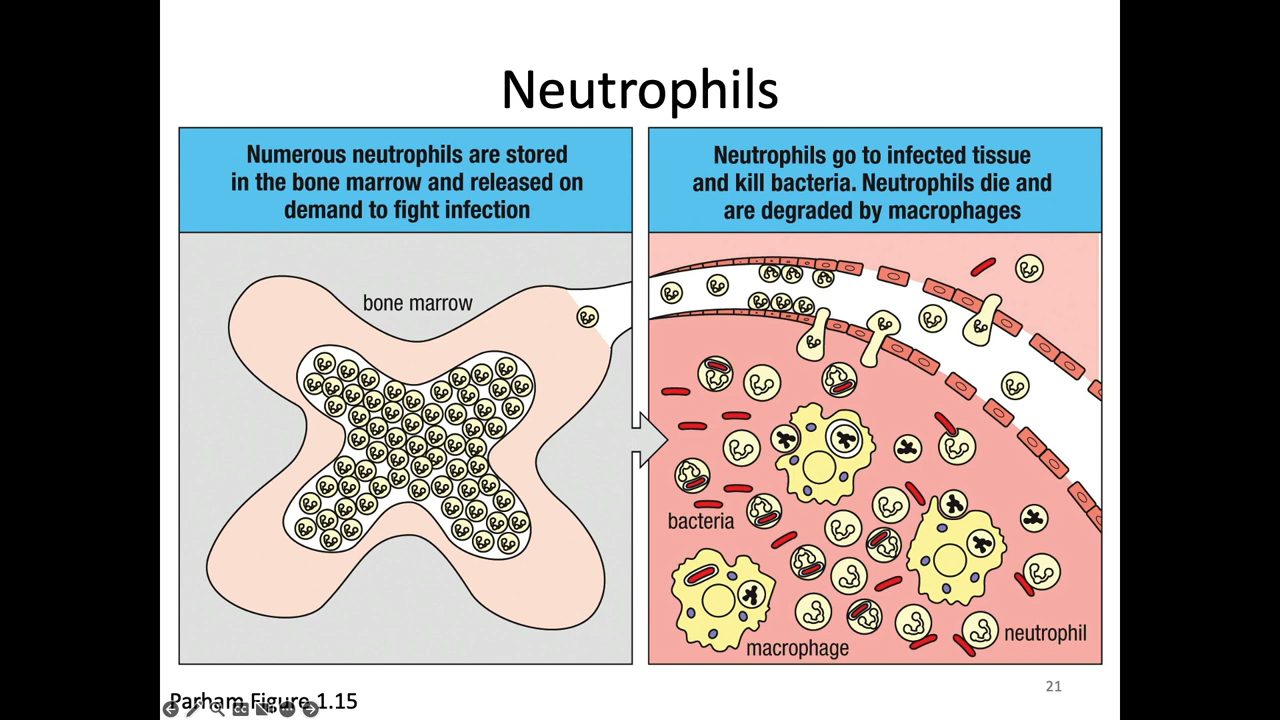 Neutrophils
Numerous neutrophils are stored
in the bone marrow and released on
demand to fight infection
Neutrophils go to infected tissue
and kill bacteria. Neutrophils die and
are degraded by macrophages
bone marrow
bacteria
macrophage
neutrophil
Parham Figure 1.15
21